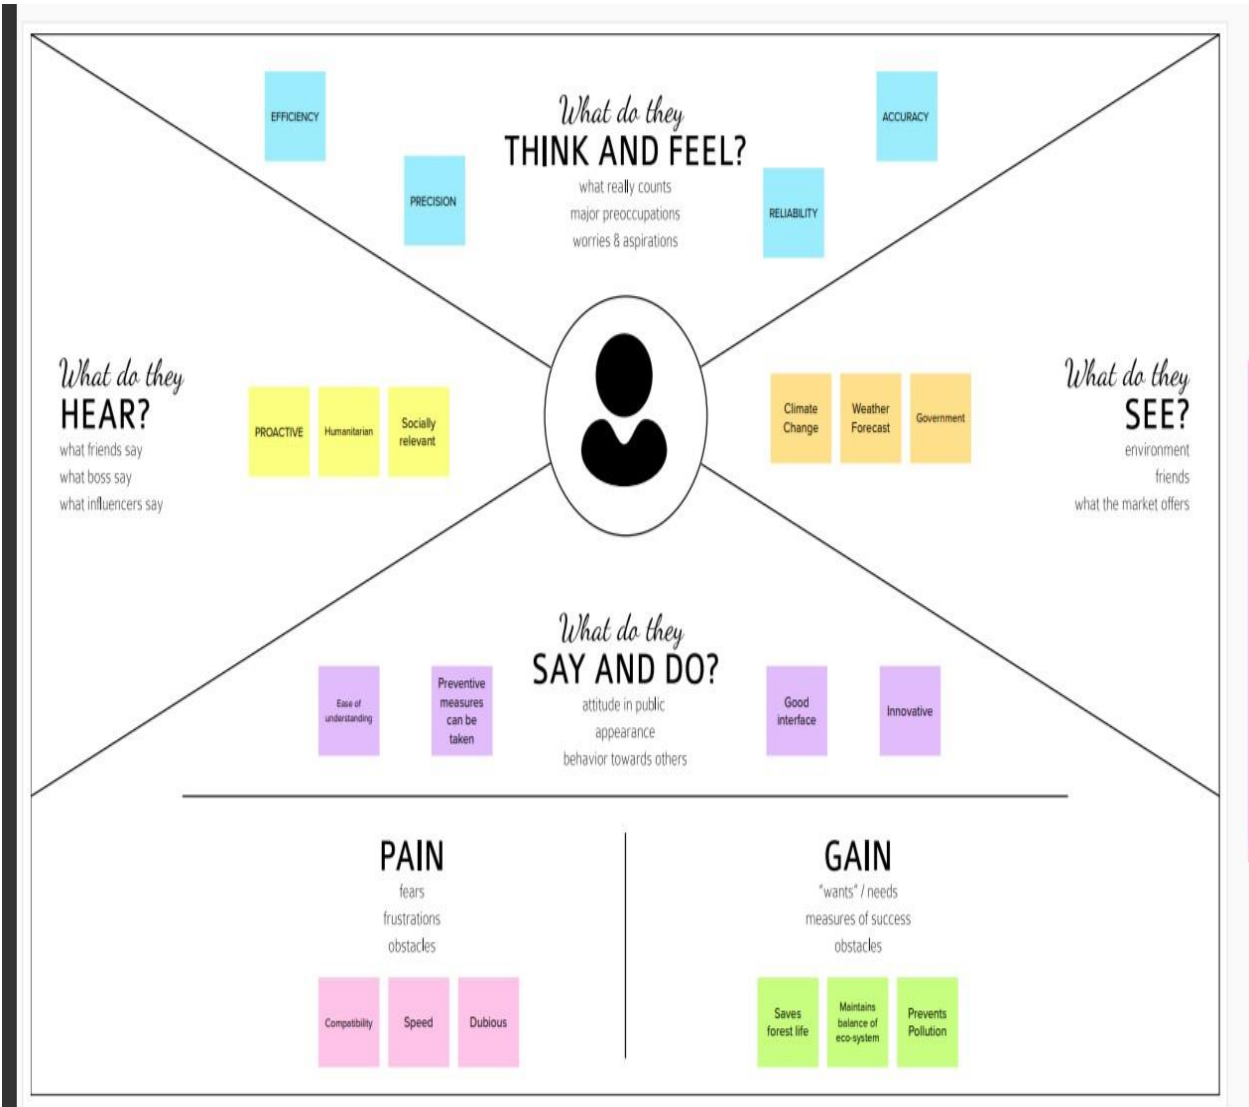 EFFICIENCY
PRECISION
What do they
THINK AND FEEL?
what really counts
major preoccupations
worries & aspirations
ACCURACY
RELIABILITY
What do they
HEAR?
what friends say
what boss say
what influencers say
PROACTIVE
Humanitarian
Socially
relevant
Climate
Change
Weather
Forecast
Government
What do they
SEE?
environment
friends
what the market offers
What do they
SAY AND DO?
attitude in public
appearance
behavior towards others
Ease of
understanding
Preventive
measures
can be
taken
Good
interface
Innovative
PAIN
fears
frustrations
obstacles
Compatibility
Speed
Dubious
GAIN
"wants" / needs
measures of success
obstacles
Saves
forest life
Maintains
balance of
eco-system
Prevents
Pollution